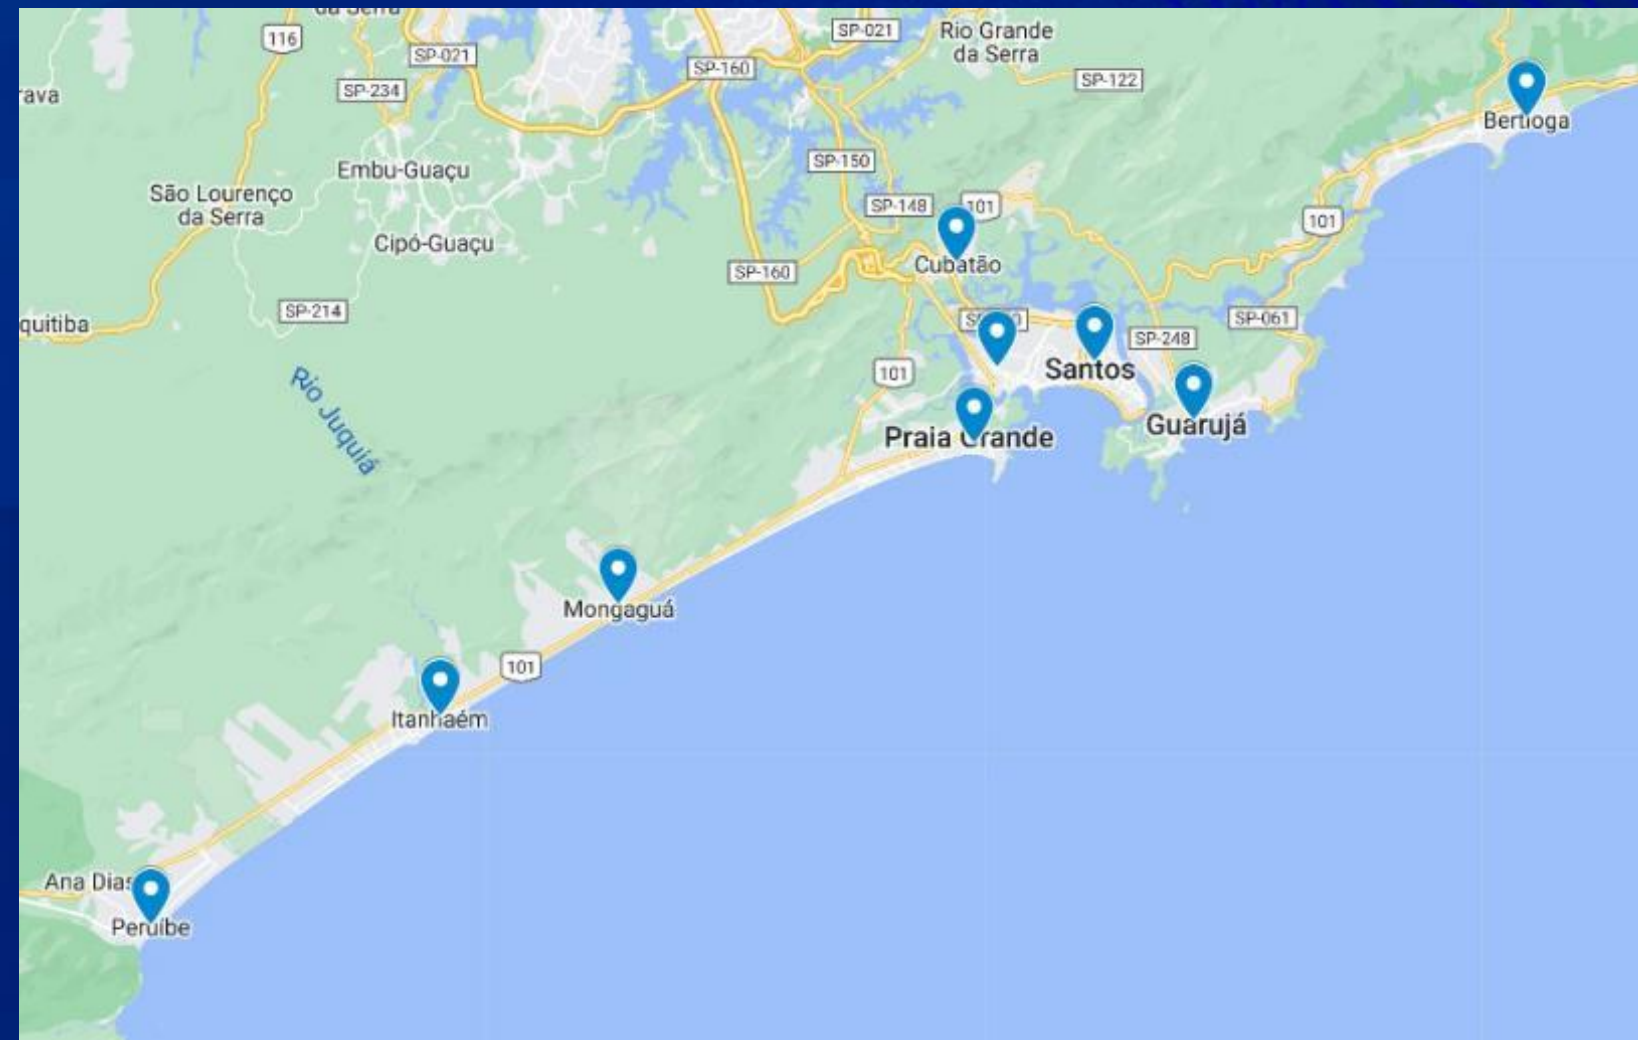 da Serra
116
SP-021
SP-021
Rio Grande
da Serra
SP-160
SP-122
SP-234
rava
Bertioga
SP-150
Embu-Guaçu
São Lourenço
da Serra
SP-148
101
101
Cipó-Guaçu
Cubatão
SP-160
SP-214
quitiba
SP-061
SP-248
Santos
101
Rio Juquiá
Guarujá
Praia Grande
Mongaguá
101
Itanhaém
Ana Dias
Peruíbe